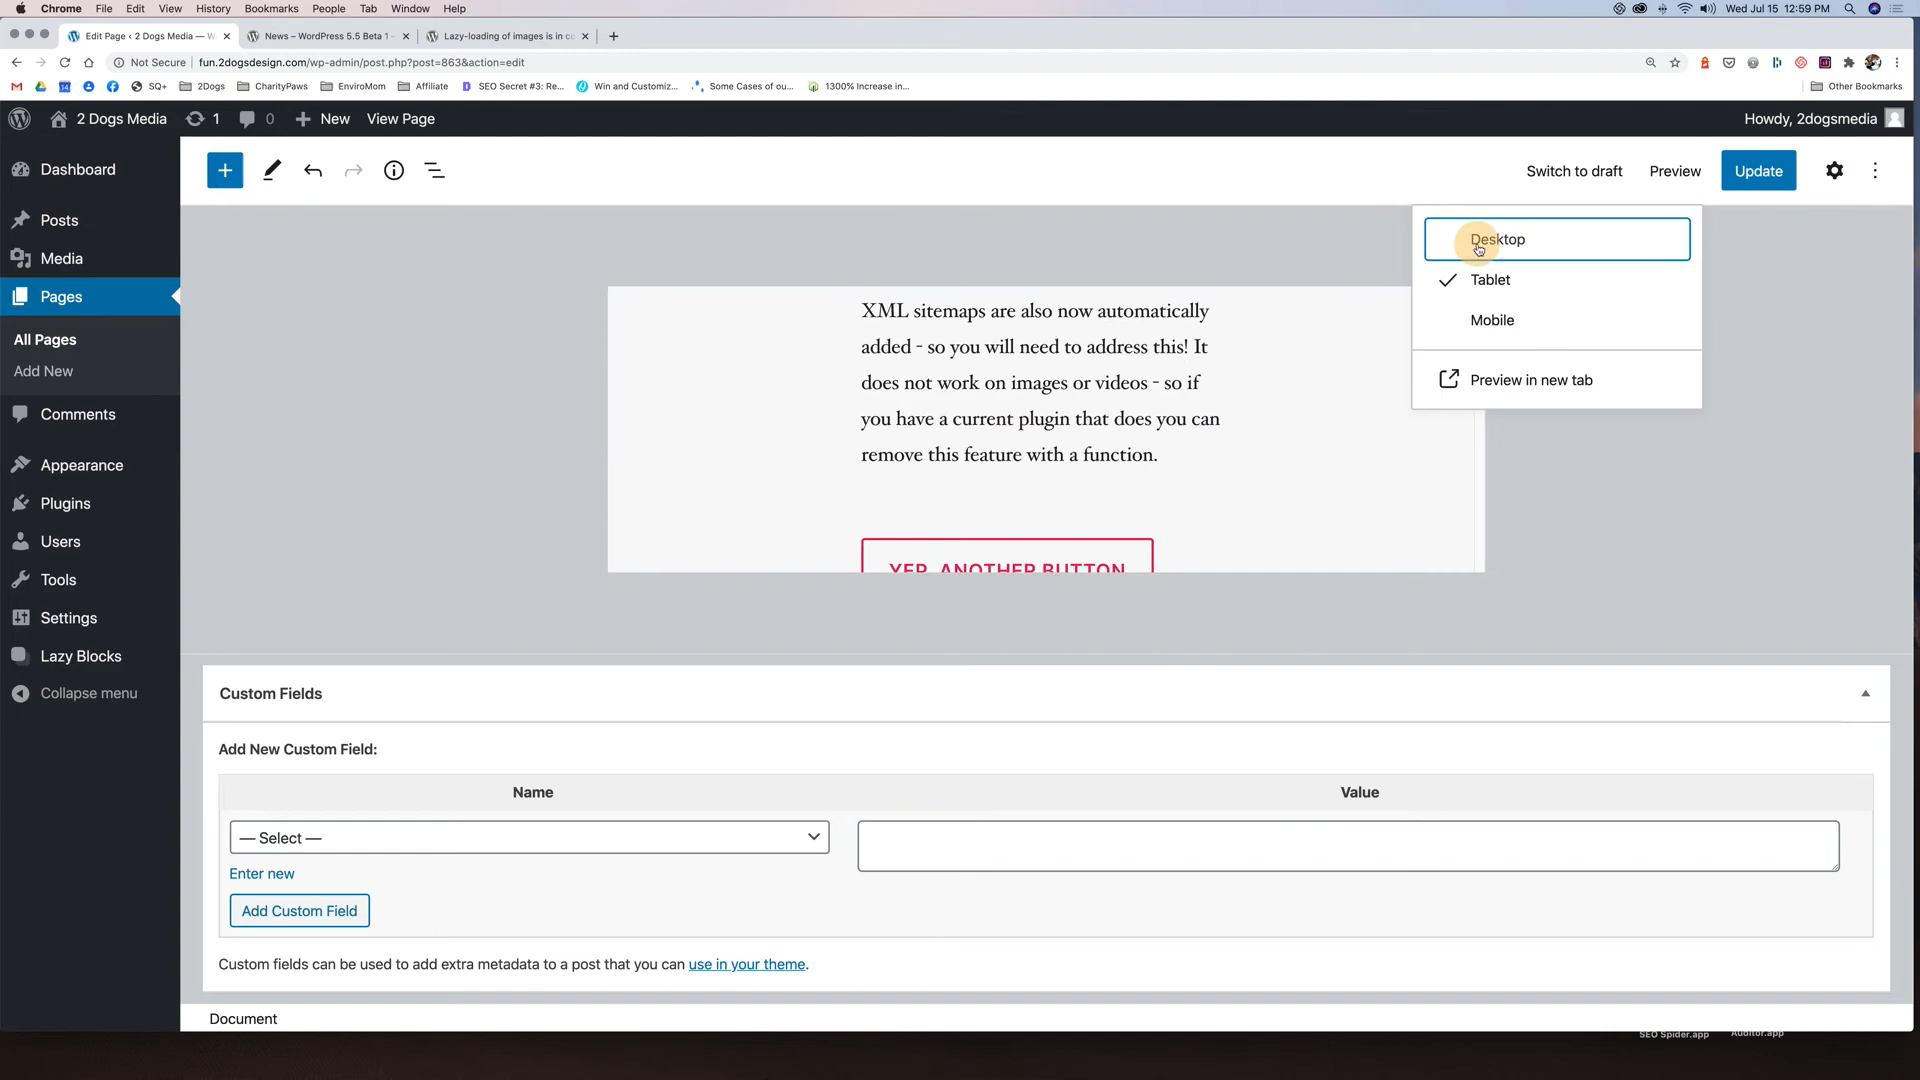 Chrome File Edit View History Bookmarks People Tab Window Help
Wed Jul 15 12:59 PM
Edit Page ‹ 2 Dogs Media — W
News – WordPress 5.5 Beta 1 -
Lazy-loading of images is in c
Not Secure
fun.2dogsdesign.com/wp-admin/post.php?post=863&action=edit
SQ+
2Dogs
CharityPaws
EnviroMom
Affiliate
SEO Secret #3: Re...
Win and Customiz...
Some Cases of ou...
1300% Increase in...
Other Bookmarks
2 Dogs Media
1
0
New
View Page
Howdy, 2dogsmedia
Dashboard
Posts
Media
Pages
All Pages
Add New
Comments
Appearance
Plugins
Users
Tools
Settings
Lazy Blocks
Collapse menu
Switch to draft
Preview
Update
Desktop
Tablet
Mobile
Preview in new tab
XML sitemaps are also now automatically
added - so you will need to address this! It
does not work on images or videos - so if
you have a current plugin that does you can
remove this feature with a function.
YEP, ANOTHER BUTTON
Custom Fields
Add New Custom Field:
Name
Value
— Select —
Enter new
Add Custom Field
Custom fields can be used to add extra metadata to a post that you can use in your theme.
Document
SEO Spider.app
Auditor.app